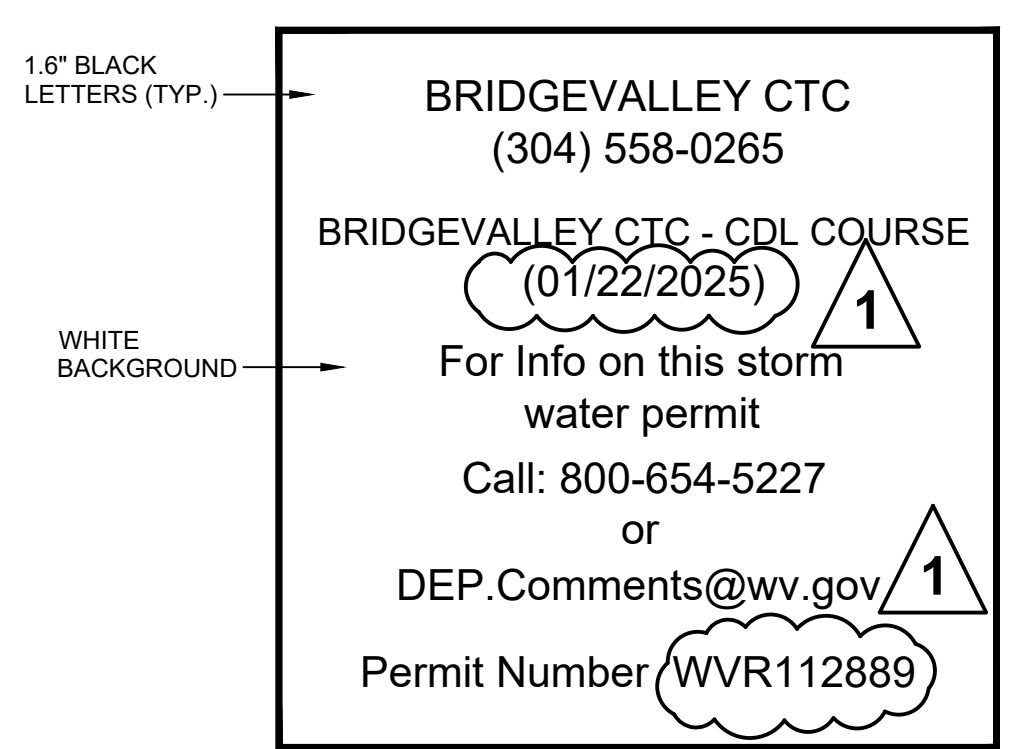 1.6" BLACK
LETTERS (TYP.)
BRIDGEVALLEY CTC
(304) 558-0265
BRIDGEVALLEY CTC - CDL COURSE
(01/22/2025)
1
WHITE
BACKGROUND
For Info on this storm
water permit
Call: 800-654-5227
or
DEP.Comments@wv.gov
1
Permit Number WVR112889